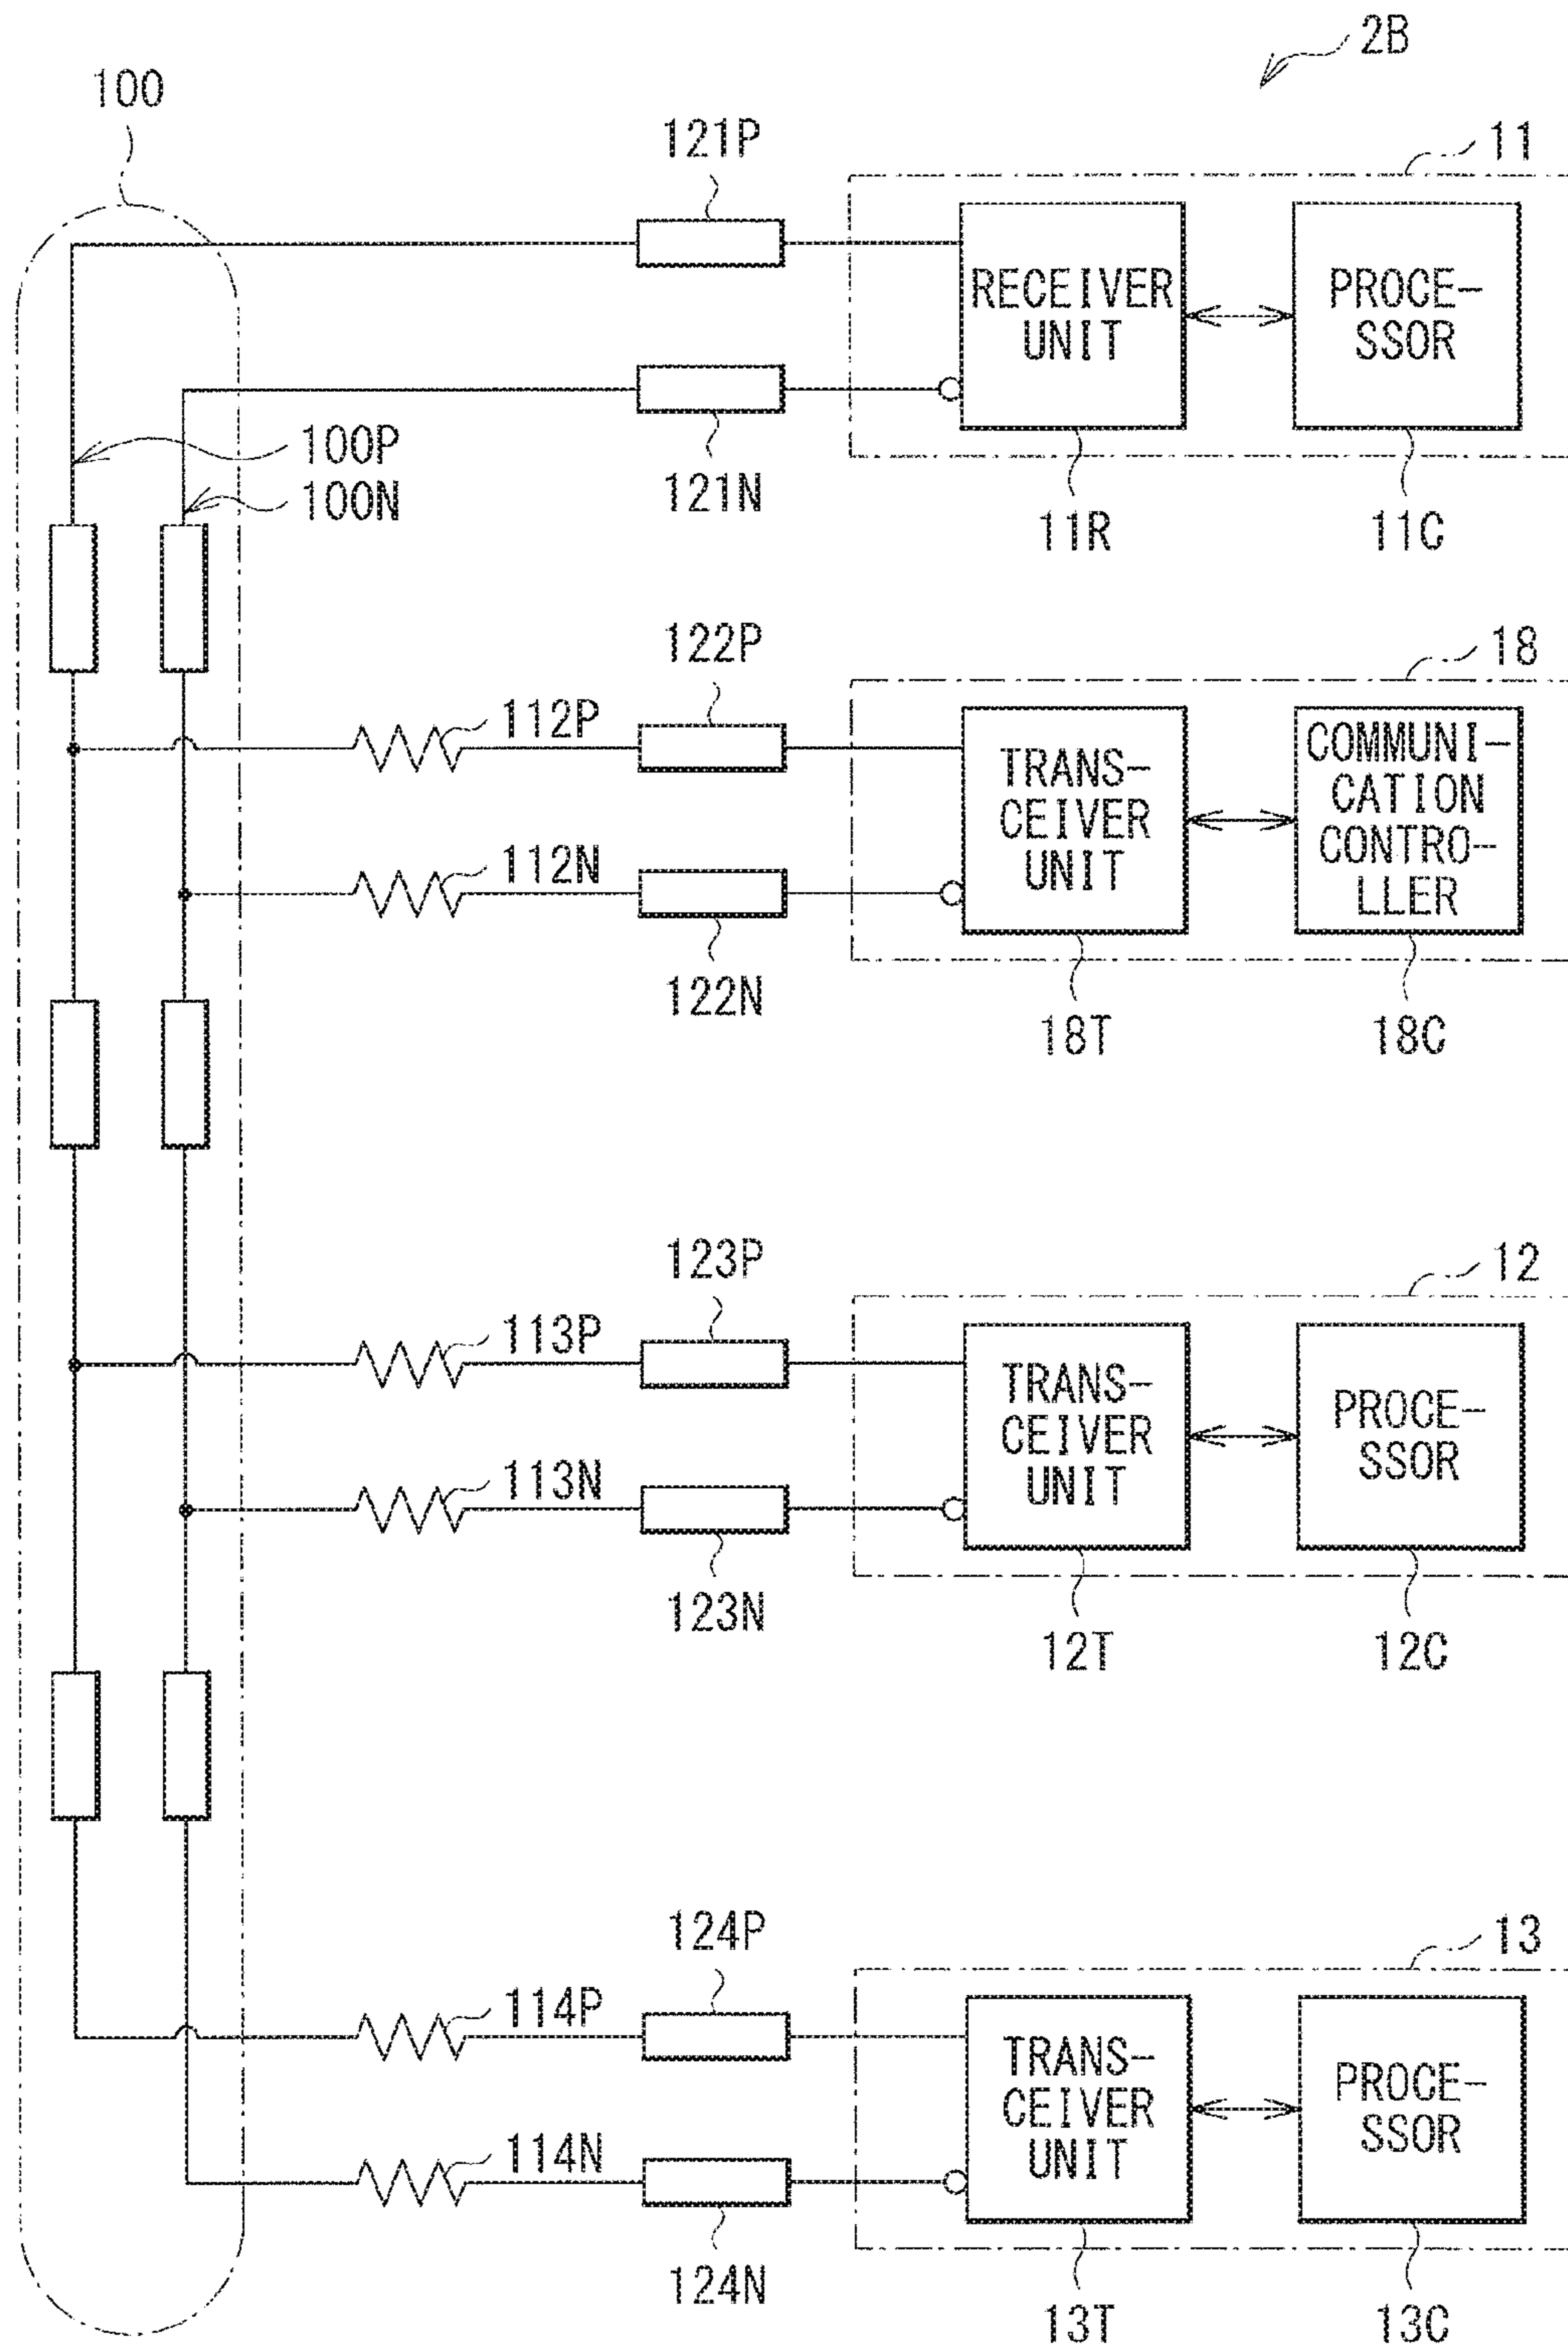 2B
100
121P
11
RECEIVER
UNIT
PROCE-
SSOR
100P
100N
121N
11R
11C
122P
18
112P
TRANS-
CEIVER
UNIT
COMMUNI-
CATION
CONTRO-
LLER
112N
122N
18T
18C
123P
12
113P
TRANS-
CEIVER
UNIT
PROCE-
SSOR
113N
123N
12T
12C
124P
13
114P
TRANS-
CEIVER
UNIT
PROCE-
SSOR
114N
124N
13T
13C